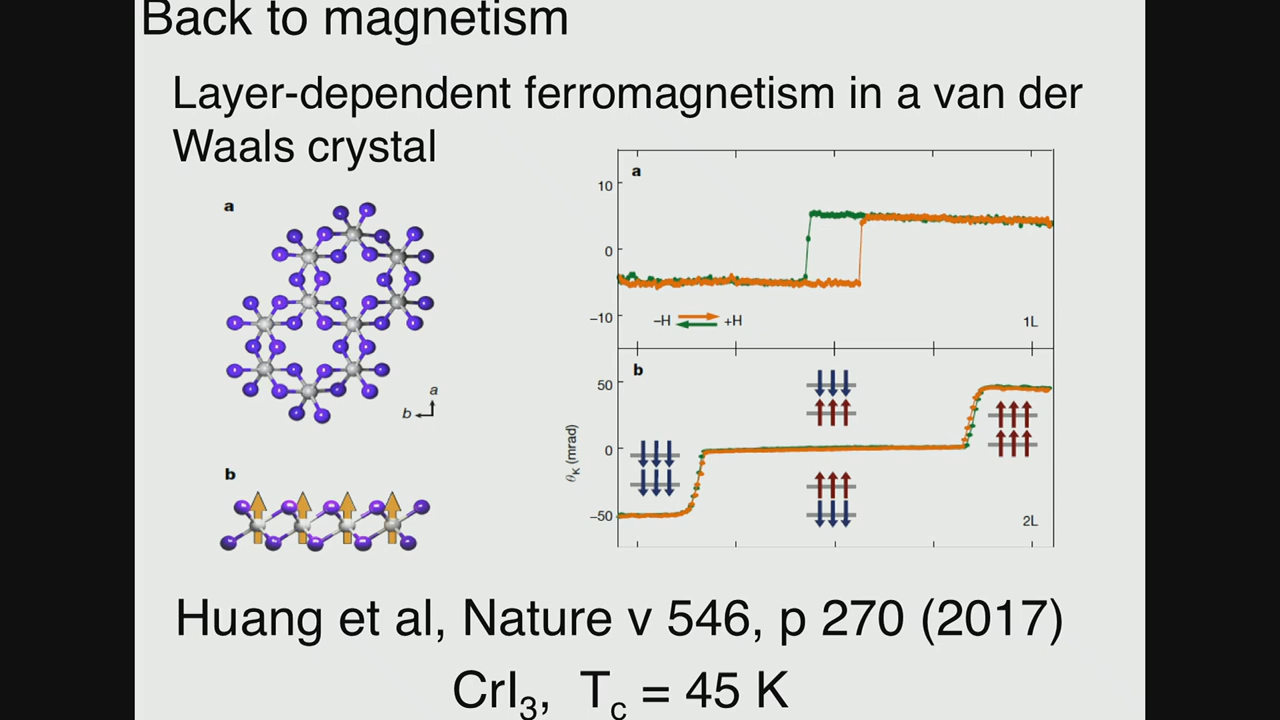 Back to magnetism
Layer-dependent ferromagnetism in a van der
Waals crystal
a
a
b
b
a
10
0
−10
−H +H
1L
b
50
0
−50
θK (mrad)
2L
Huang et al, Nature v 546, p 270 (2017)
CrI3, Tc = 45 K